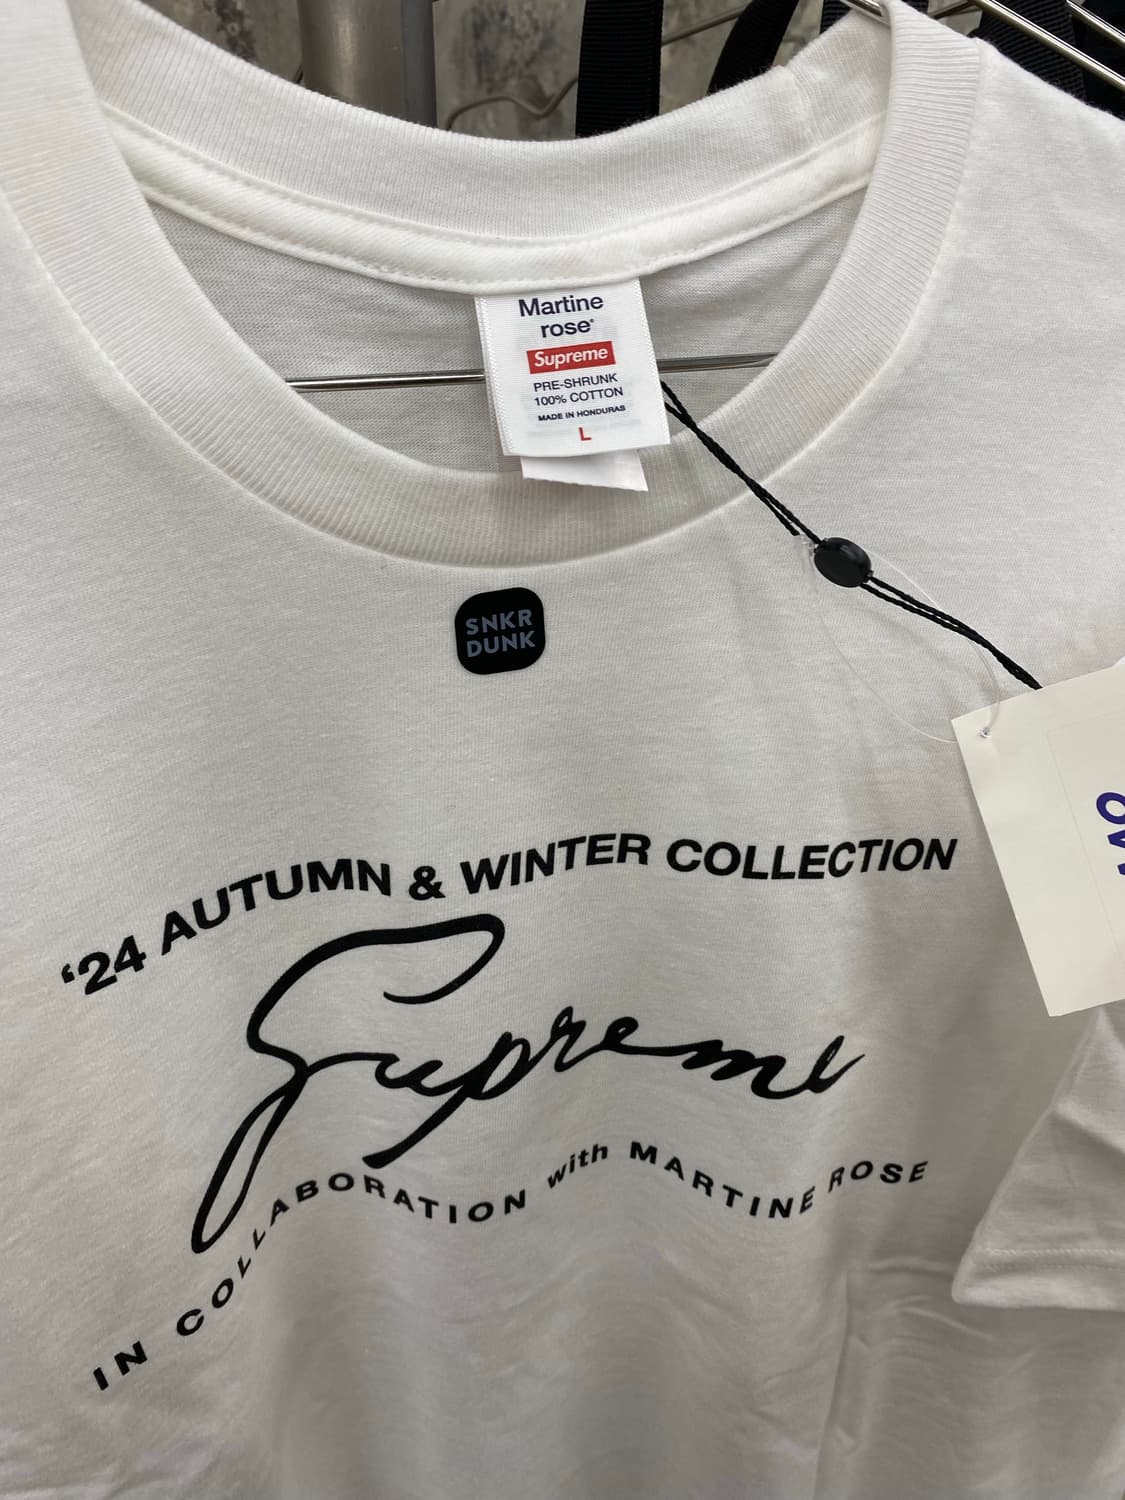 Martine
rose®
Supreme
PRE-SHRUNK
100% COTTON
MADE IN HONDURAS
L
SNKR
DUNK
‘24 AUTUMN & WINTER COLLECTION
Supreme
IN COLLABORATION with MARTINE ROSE